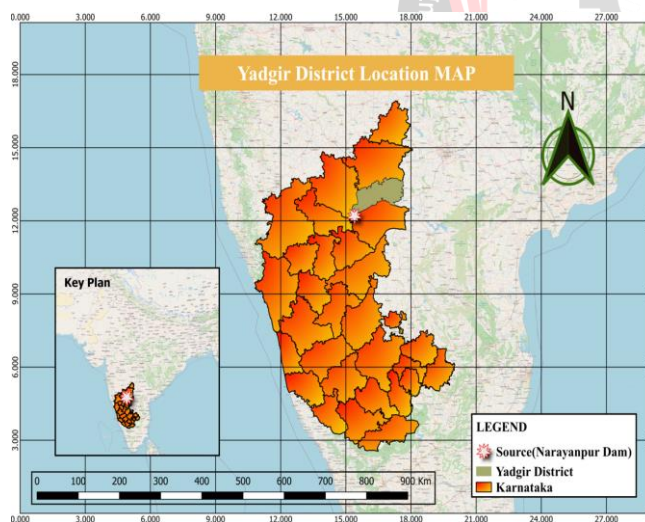 0.000 3.000 6.000 9.000 12.000 15.000 18.000 21.000 24.000 27.000
Yadgir District Location MAP
N
18.000
15.000
12.000
9.000
6.000
3.000
Key Plan
LEGEND
Source(Narayanpur Dam)
Yadgir District
Karnataka
0 100 200 300 400 500 600 700 800 900 Km
0.000 3.000 6.000 9.000 12.000 15.000 18.000 21.000 24.000 27.000